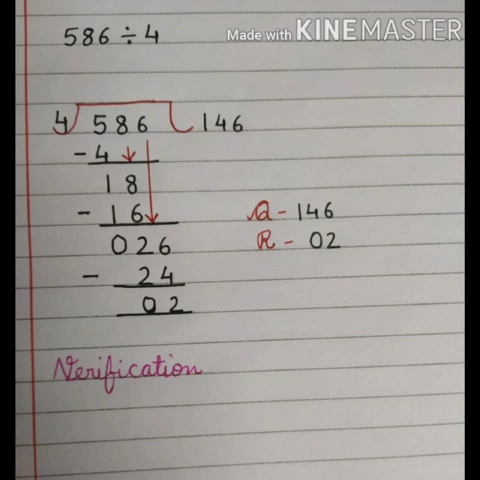 586 ÷ 4
Made with KINEMASTER
4 586 146
- 4
18
- 16
026
Q - 146
- 24
R - 02
02
Verification